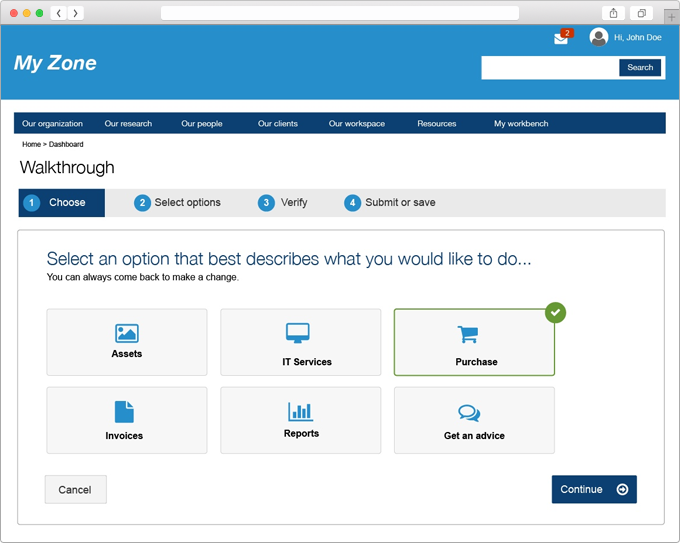 2
Hi, John Doe
My Zone
Search
Our organization Our research Our people Our clients Our workspace Resources My workbench
Home > Dashboard
Walkthrough
1 Choose 2 Select options 3 Verify 4 Submit or save
Select an option that best describes what you would like to do...
You can always come back to make a change.
Assets IT Services Purchase
Invoices Reports Get an advice
Cancel Continue